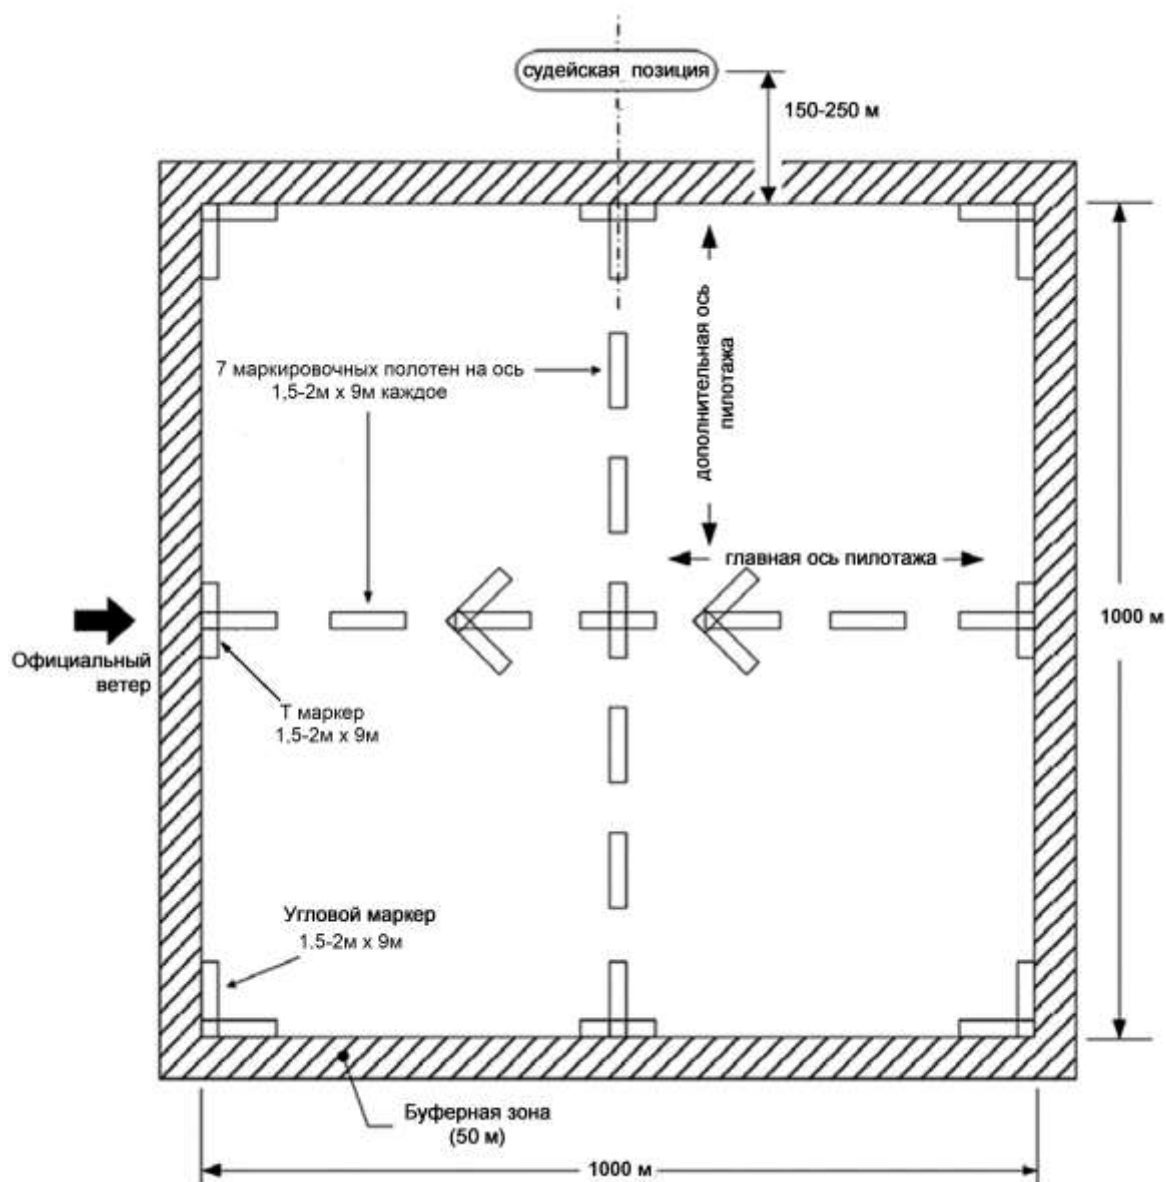 судейская позиция
150-250 м
дополнительная ось
пилотажа
7 маркировочных полотен на ось
1,5-2м х 9м каждое
главная ось пилотажа
1000 м
Официальный
ветер
Т маркер
1,5-2м х 9м
Угловой маркер
1.5-2м х 9м
Буферная зона
(50 м)
1000 м